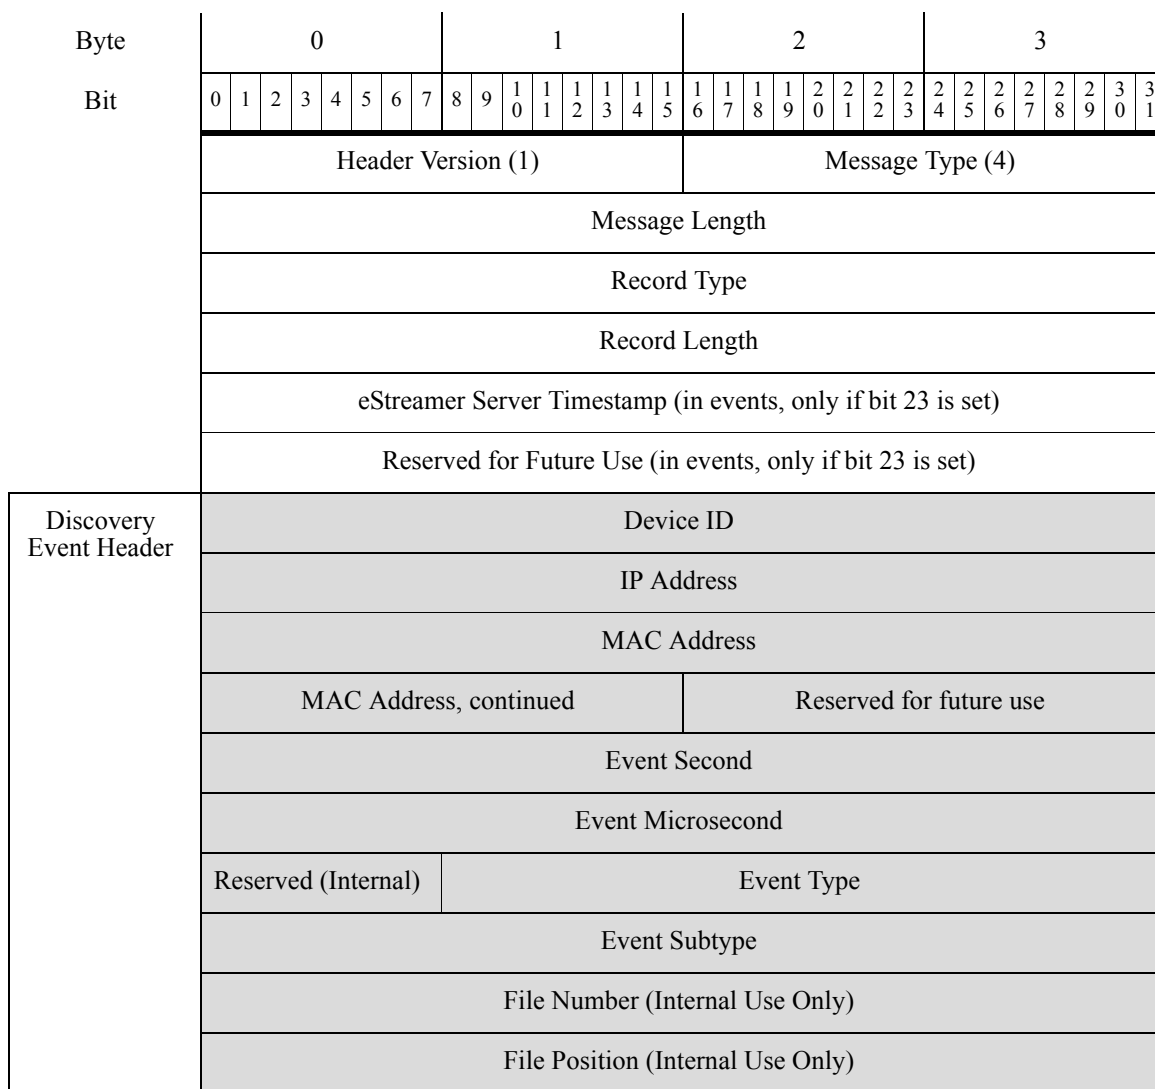 Byte 0 1 2 3
Bit 0 1 2 3 4 5 6 7 8 9 10 11 12 13 14 15 16 17 18 19 20 21 22 23 24 25 26 27 28 29 30 31
Header Version (1) Message Type (4)
Message Length
Record Type
Record Length
eStreamer Server Timestamp (in events, only if bit 23 is set)
Reserved for Future Use (in events, only if bit 23 is set)
Discovery
Event Header
Device ID
IP Address
MAC Address
MAC Address, continued Reserved for future use
Event Second
Event Microsecond
Reserved (Internal) Event Type
Event Subtype
File Number (Internal Use Only)
File Position (Internal Use Only)